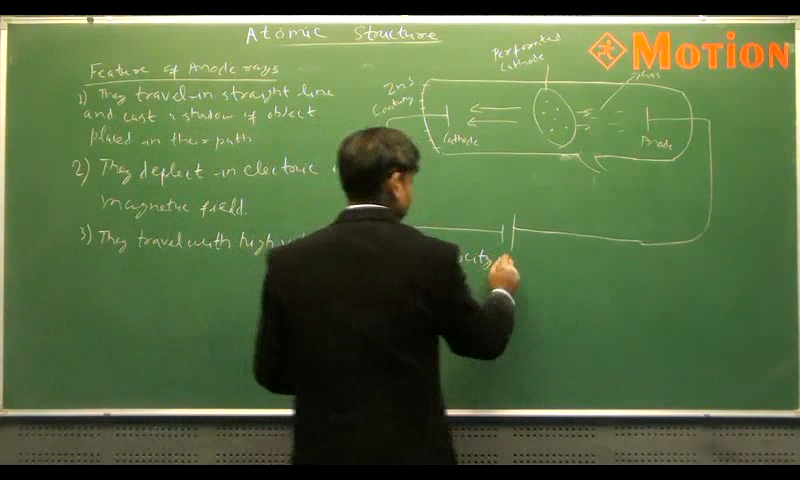 Atomic Structure
MOTION
Feature of Anode rays
1) They travel in straight line
and cast a shadow of object
placed in their path
2) They deflect in electric
magnetic field.
3) They travel with high
ocity
Perforated
Cathode
Gas
ZnS
Coating
Cathode
Anode